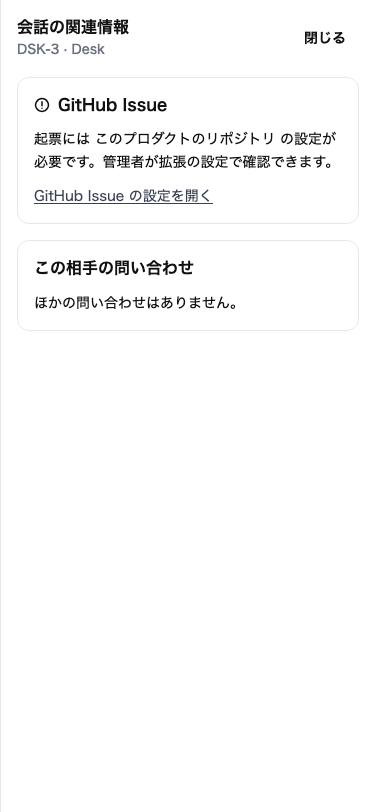 会話の関連情報
DSK-3 · Desk
閉じる
GitHub Issue
起票には このプロダクトのリポジトリ の設定が
必要です。管理者が拡張の設定で確認できます。
GitHub Issue の設定を開く
この相手の問い合わせ
ほかの問い合わせはありません。